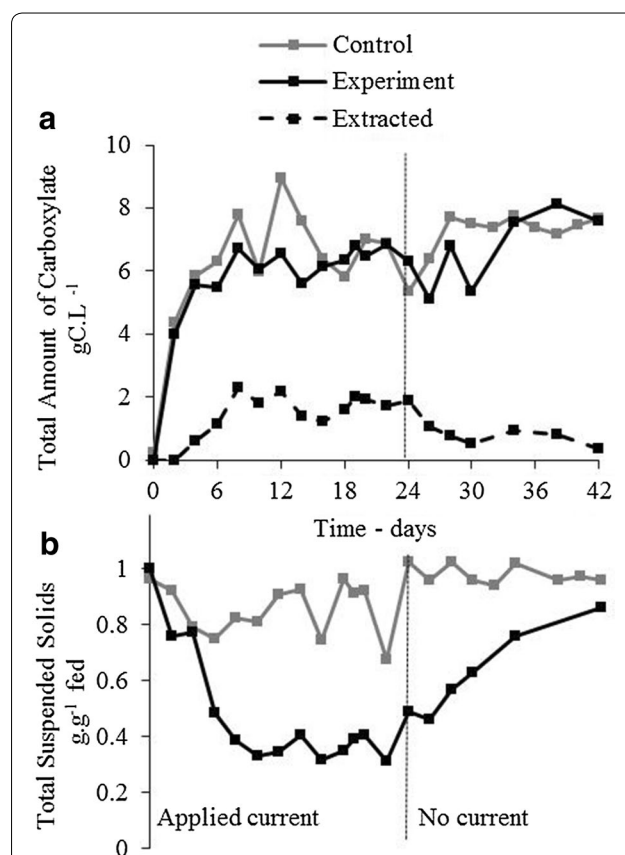 Control
Experiment
Extracted
a
Total Amount of Carboxylate
gC.L -1
10
8
6
4
2
0
0 6 12 18 24 30 36 42
Time - days
b
Total Suspended Solids
g.g-1 fed
1
0.8
0.6
0.4
0.2
0
Applied current No current